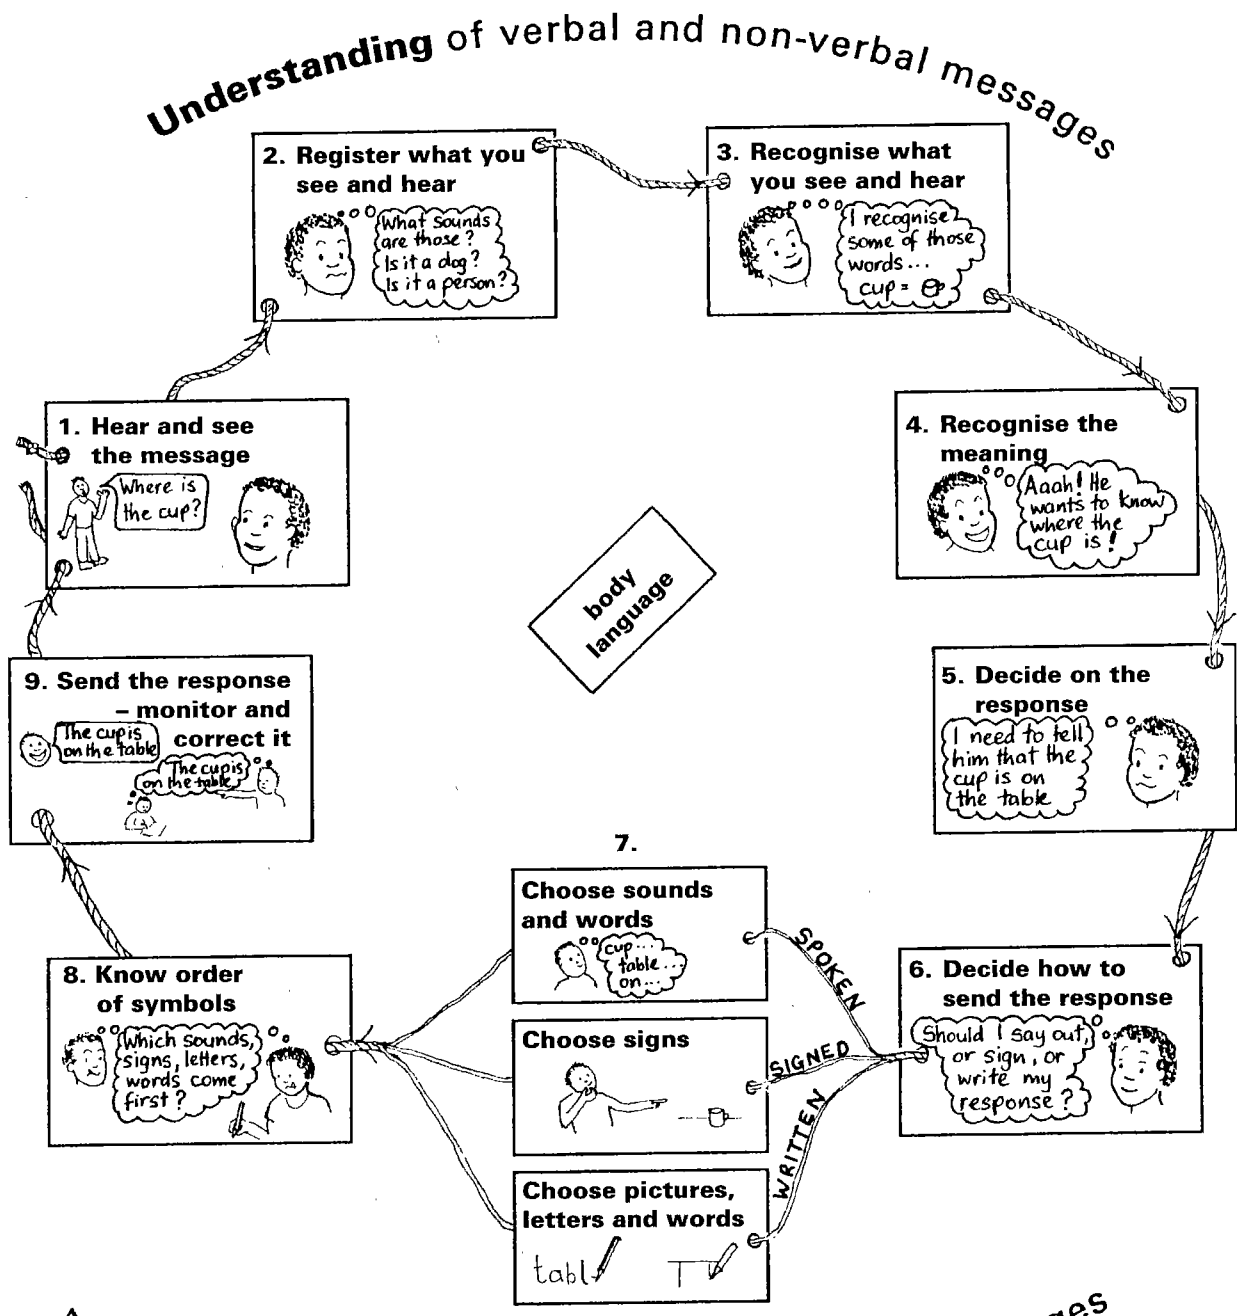 Understanding of verbal and non-verbal messages
2. Register what you
see and hear
What sounds
are those?
Is it a dog?
Is it a person?
3. Recognise what
you see and hear
I recognise
some of those
words...
cup =
1. Hear and see
the message
Where is
the cup?
4. Recognise the
meaning
Aaah! He
wants to know
where the
cup is!
body
language
9. Send the response
– monitor and
correct it
The cup is
on the table
The cup is
on the table
5. Decide on the
response
I need to tell
him that the
cup is on
the table
7.
Choose sounds
and words
cup...
table...
on...
SPOKEN
8. Know order
of symbols
Which sounds,
signs, letters,
words come
first?
Choose signs
SIGNED
6. Decide how to
send the response
Should I say out,
or sign, or
write my
response?
WRITTEN
Choose pictures,
letters and words
tabl
ges